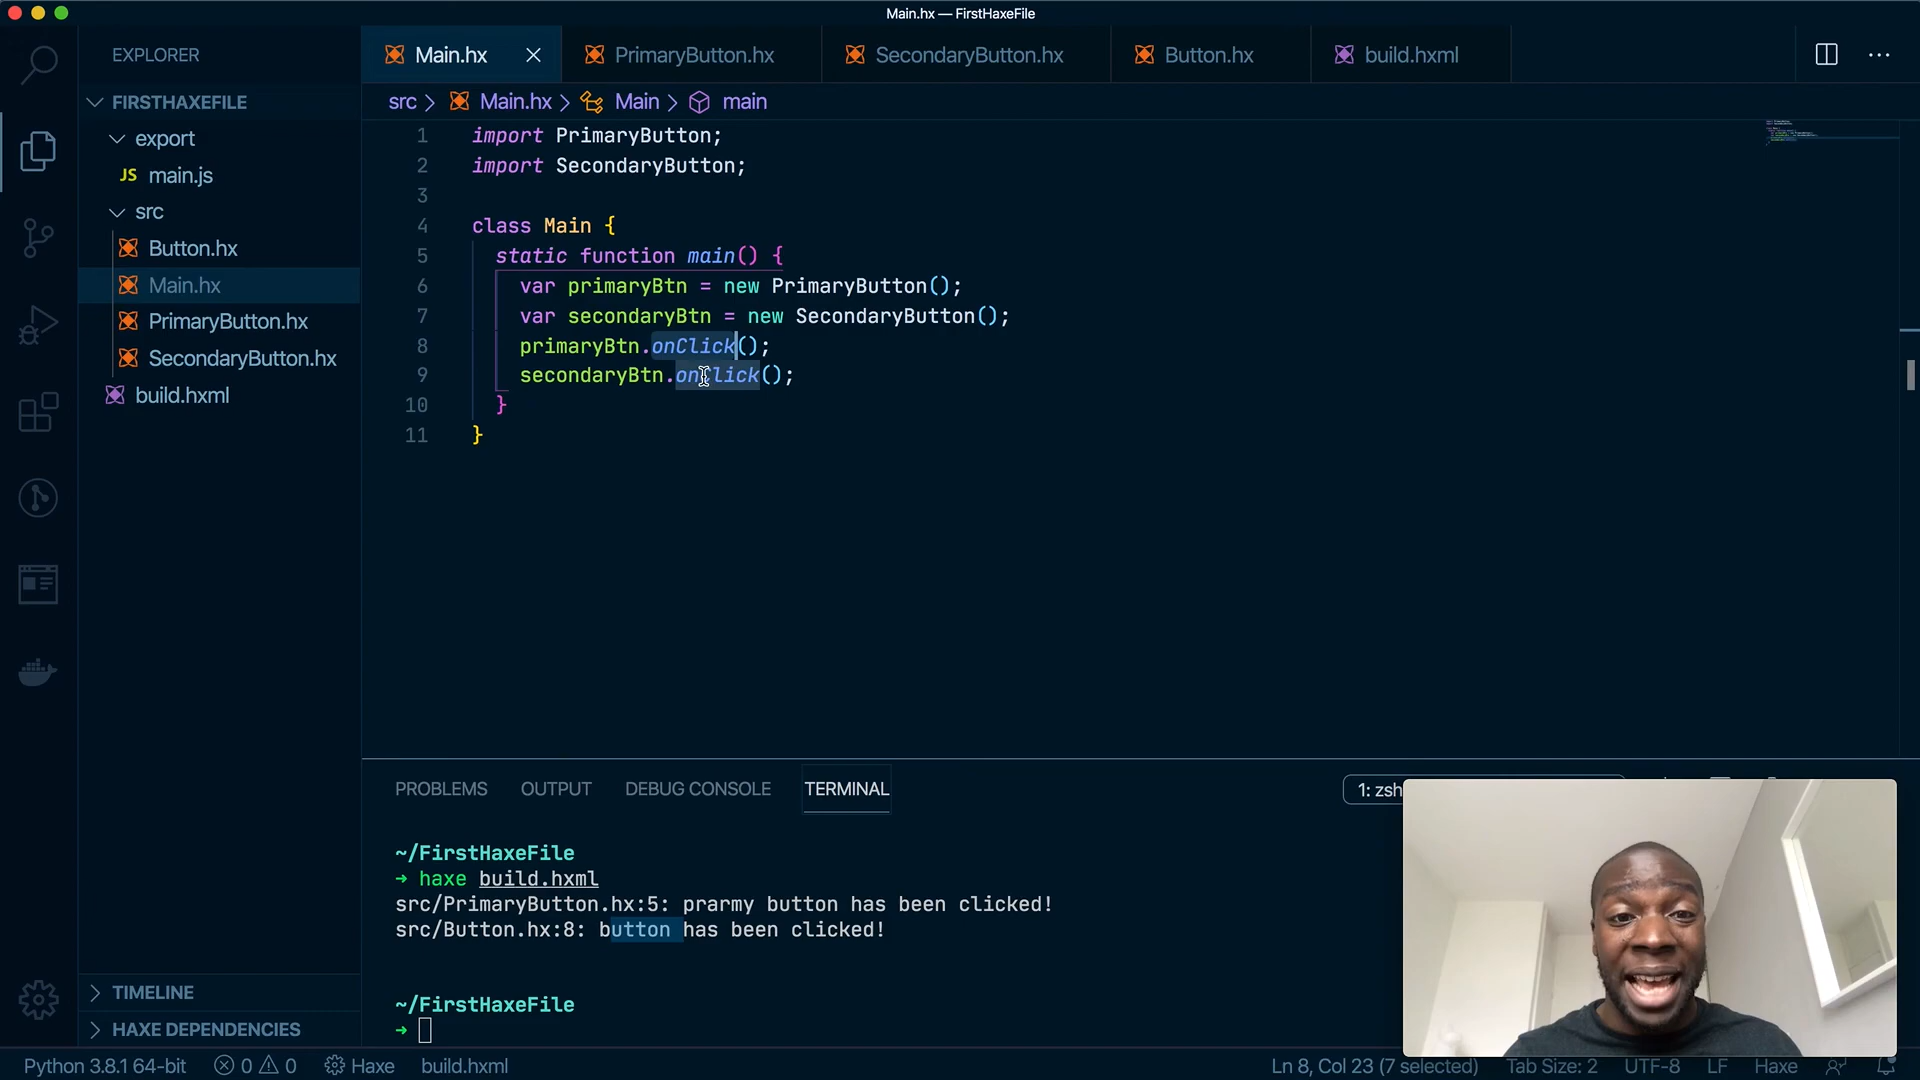 Main.hx — FirstHaxeFile
EXPLORER
FIRSTHAXEFILE
export
JS main.js
src
Button.hx
Main.hx
PrimaryButton.hx
SecondaryButton.hx
build.hxml
TIMELINE
HAXE DEPENDENCIES
Main.hx PrimaryButton.hx SecondaryButton.hx Button.hx build.hxml
src > Main.hx > Main > main
1 import PrimaryButton;
2 import SecondaryButton;
3
4 class Main {
5 static function main() {
6 var primaryBtn = new PrimaryButton();
7 var secondaryBtn = new SecondaryButton();
8 primaryBtn.onClick();
9 secondaryBtn.onClick();
10 }
11 }
PROBLEMS OUTPUT DEBUG CONSOLE TERMINAL 1: zsh
~/FirstHaxeFile
→ haxe build.hxml
src/PrimaryButton.hx:5: prarmy button has been clicked!
src/Button.hx:8: button has been clicked!
~/FirstHaxeFile
→
Python 3.8.1 64-bit 0 0 Haxe build.hxml Ln 8, Col 23 (7 selected) Tab Size: 2 UTF-8 LF Haxe